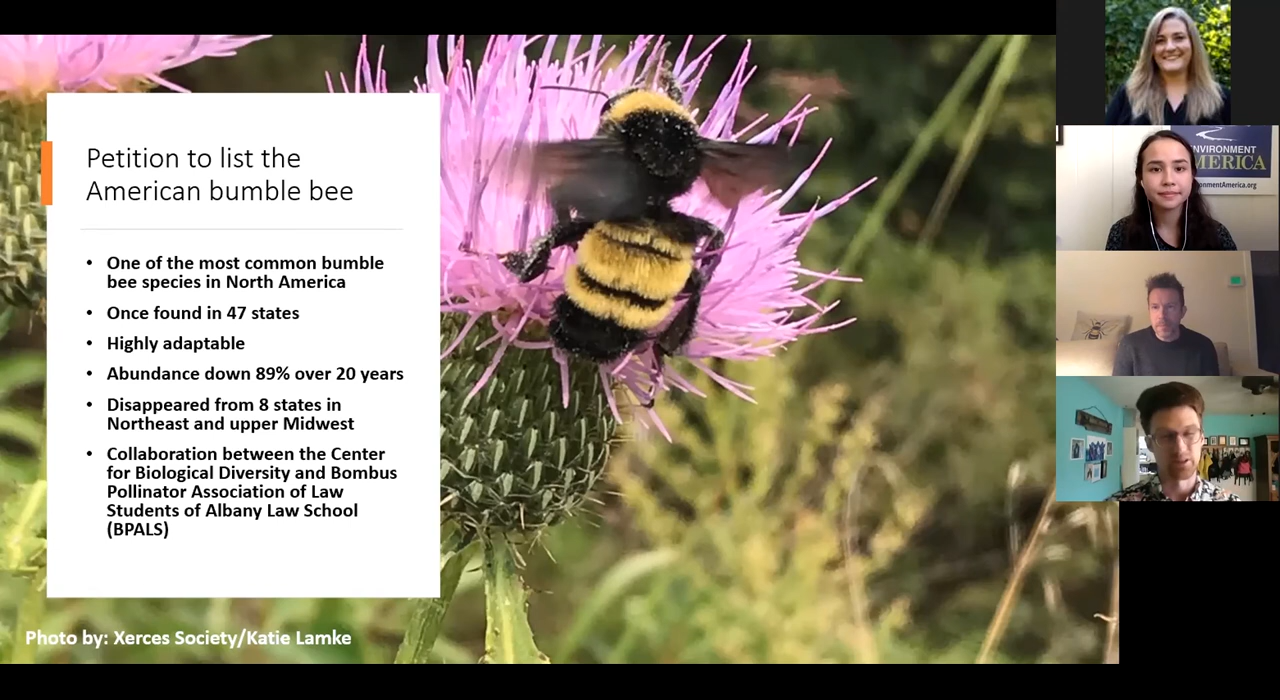 Petition to list the
American bumble bee
• One of the most common bumble
bee species in North America
• Once found in 47 states
• Highly adaptable
• Abundance down 89% over 20 years
• Disappeared from 8 states in
Northeast and upper Midwest
• Collaboration between the Center
for Biological Diversity and Bombus
Pollinator Association of Law
Students of Albany Law School
(BPALS)
Photo by: Xerces Society/Katie Lamke
ENVIRONMENT
MERICA
onmentAmerica.org